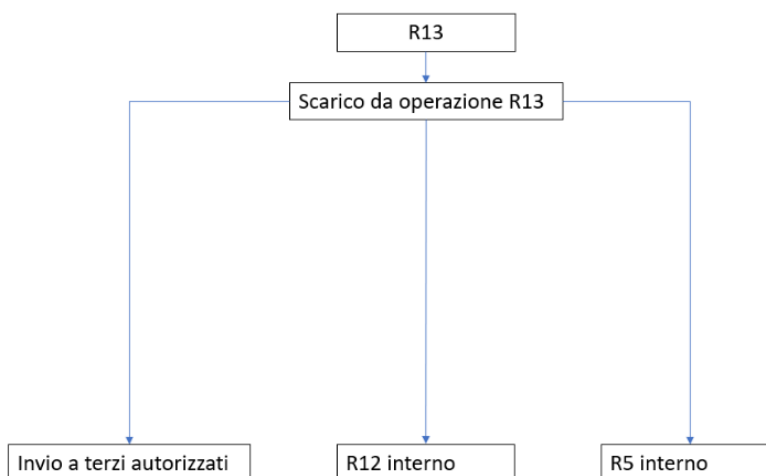 R13
Scarico da operazione R13
Invio a terzi autorizzati
R12 interno
R5 interno